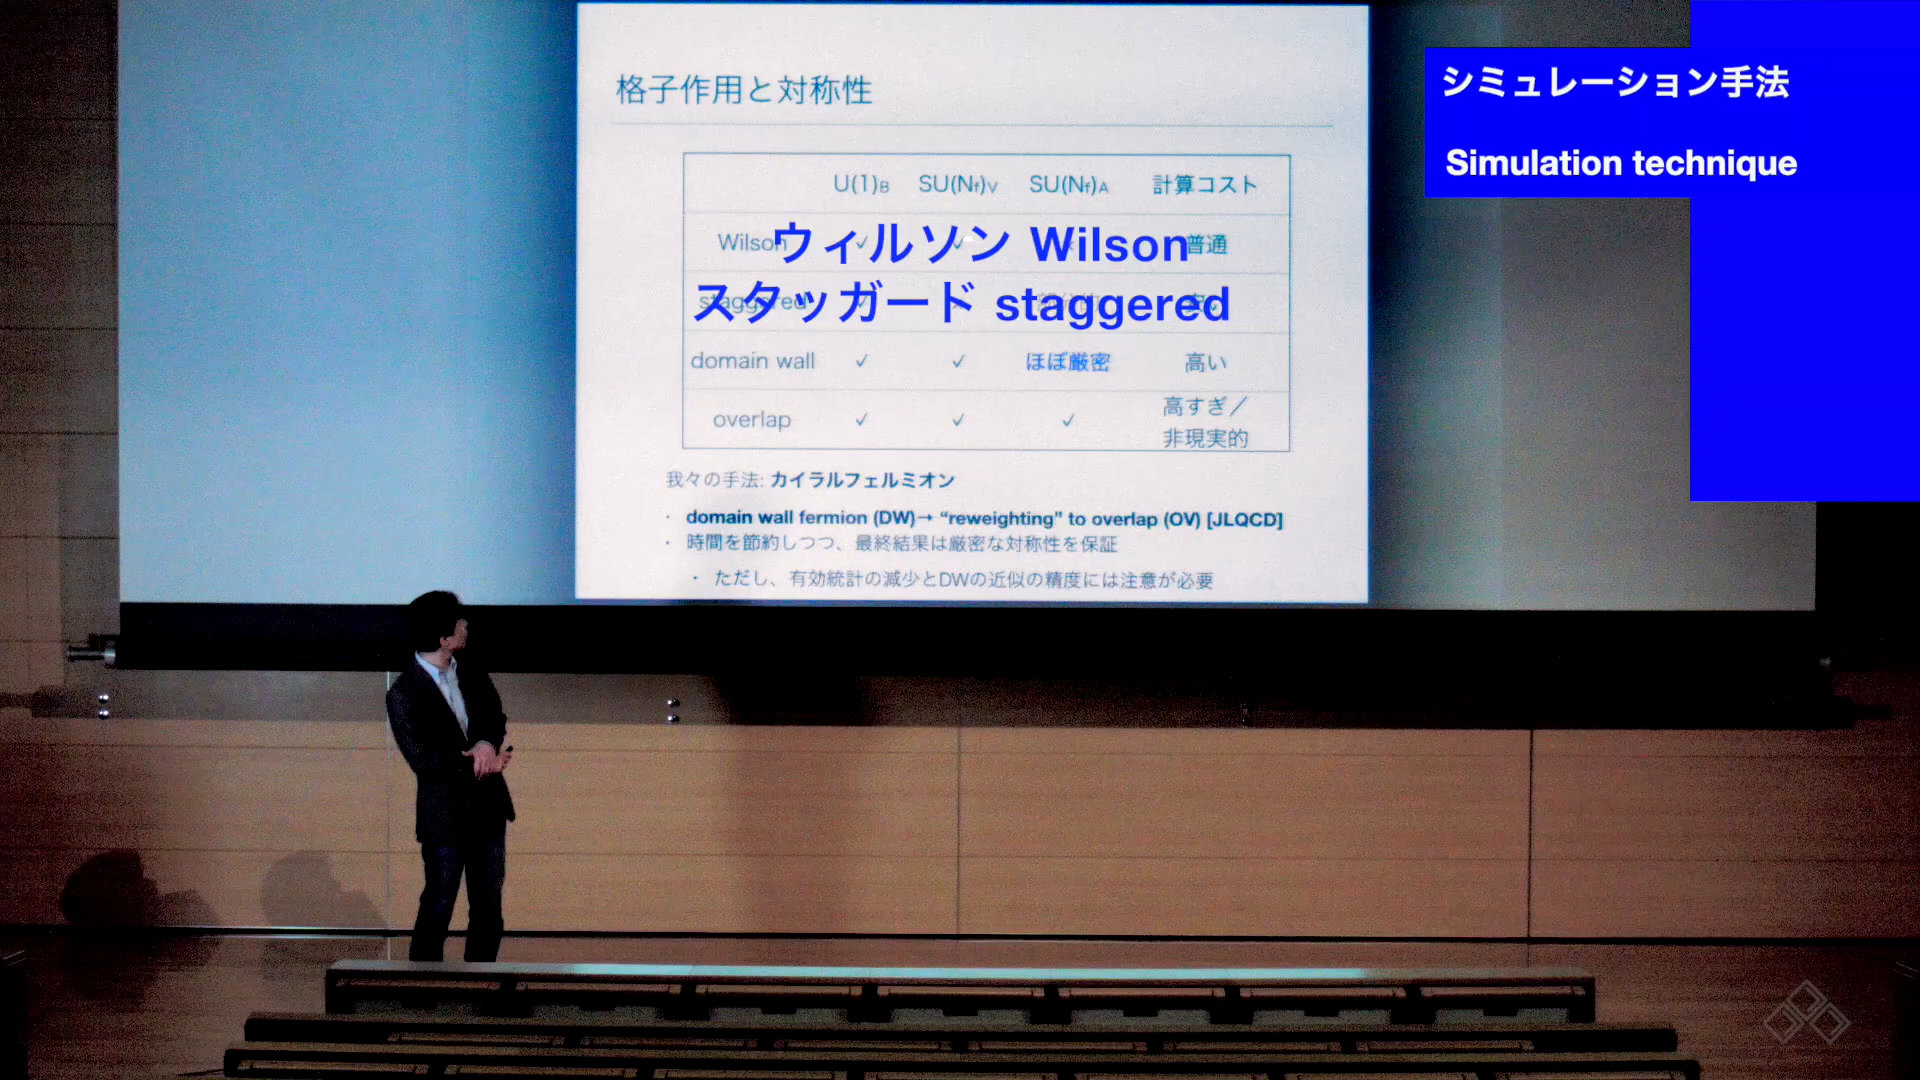 格子作用と対称性
U(1)B SU(Nf)V SU(Nf)A 計算コスト
Wilson ✓ ✓ 普通
ウィルソン Wilson
staggered ✓
スタッガード staggered
domain wall ✓ ✓ ほぼ厳密 高い
overlap ✓ ✓ ✓ 高すぎ／
非現実的
我々の手法: カイラルフェルミオン
· domain wall fermion (DW)→ “reweighting” to overlap (OV) [JLQCD]
· 時間を節約しつつ、最終結果は厳密な対称性を保証
· ただし、有効統計の減少とDWの近似の精度には注意が必要
シミュレーション手法
Simulation technique